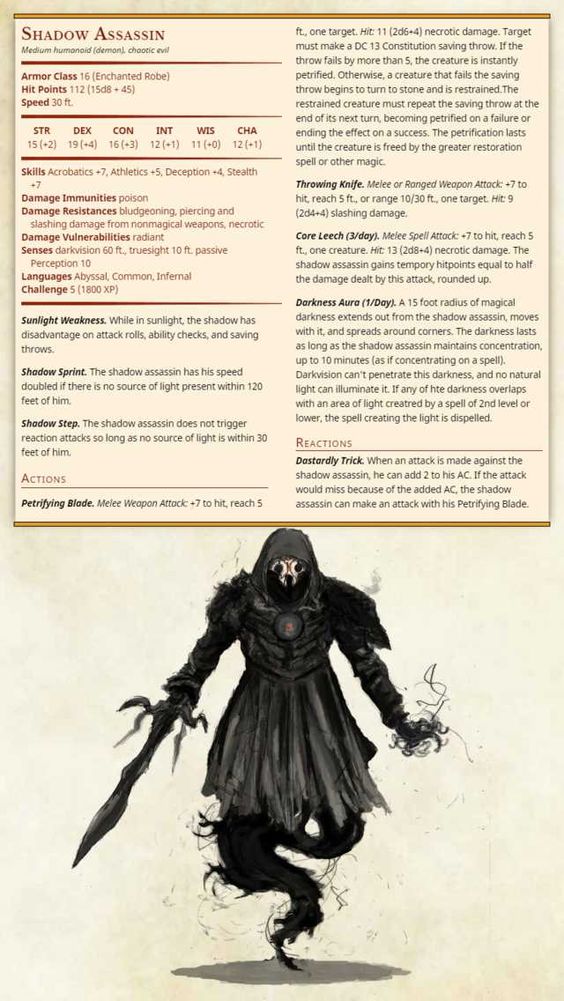 Shadow Assassin
Medium humanoid (demon), chaotic evil
Armor Class 16 (Enchanted Robe)
Hit Points 112 (15d8 + 45)
Speed 30 ft.
STR DEX CON INT WIS CHA
15 (+2) 19 (+4) 16 (+3) 12 (+1) 11 (+0) 12 (+1)
Skills Acrobatics +7, Athletics +5, Deception +4, Stealth
+7
Damage Immunities poison
Damage Resistances bludgeoning, piercing and
slashing damage from nonmagical weapons, necrotic
Damage Vulnerabilities radiant
Senses darkvision 60 ft., truesight 10 ft. passive
Perception 10
Languages Abyssal, Common, Infernal
Challenge 5 (1800 XP)
Sunlight Weakness. While in sunlight, the shadow has
disadvantage on attack rolls, ability checks, and saving
throws.
Shadow Sprint. The shadow assassin has his speed
doubled if there is no source of light present within 120
feet of him.
Shadow Step. The shadow assassin does not trigger
reaction attacks so long as no source of light is within 30
feet of him.
Actions
Petrifying Blade. Melee Weapon Attack: +7 to hit, reach 5
ft., one target. Hit: 11 (2d6+4) necrotic damage. Target
must make a DC 13 Constitution saving throw. If the
throw fails by more than 5, the creature is instantly
petrified. Otherwise, a creature that fails the saving
throw begins to turn to stone and is restrained.The
restrained creature must repeat the saving throw at the
end of its next turn, becoming petrified on a failure or
ending the effect on a success. The petrification lasts
until the creature is freed by the greater restoration
spell or other magic.
Throwing Knife. Melee or Ranged Weapon Attack: +7 to
hit, reach 5 ft., or range 10/30 ft., one target. Hit: 9
(2d4+4) slashing damage.
Core Leech (3/day). Melee Spell Attack: +7 to hit, reach 5
ft., one creature. Hit: 13 (2d8+4) necrotic damage. The
shadow assassin gains tempory hitpoints equal to half
the damage dealt by this attack, rounded up.
Darkness Aura (1/Day). A 15 foot radius of magical
darkness extends out from the shadow assassin, moves
with it, and spreads around corners. The darkness lasts
as long as the shadow assassin maintains concentration,
up to 10 minutes (as if concentrating on a spell).
Darkvision can't penetrate this darkness, and no natural
light can illuminate it. If any of hte darkness overlaps
with an area of light creatred by a spell of 2nd level or
lower, the spell creating the light is dispelled.
Reactions
Dastardly Trick. When an attack is made against the
shadow assassin, he can add 2 to his AC. If the attack
would miss because of the added AC, the shadow
assassin can make an attack with his Petrifying Blade.